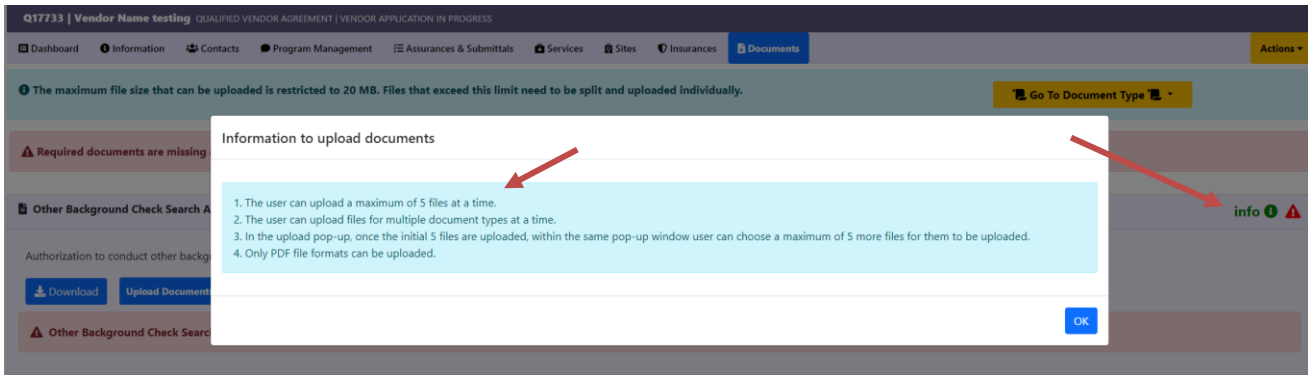 Q17733 | Vendor Name testing QUALIFIED VENDOR AGREEMENT | VENDOR APPLICATION IN PROGRESS
Dashboard Information Contacts Program Management Assurances & Submittals Services Sites Insurances Documents Actions
The maximum file size that can be uploaded is restricted to 20 MB. Files that exceed this limit need to be split and uploaded individually.
Go To Document Type
Information to upload documents
Required documents are missing
1. The user can upload a maximum of 5 files at a time.
2. The user can upload files for multiple document types at a time.
3. In the upload pop-up, once the initial 5 files are uploaded, within the same pop-up window user can choose a maximum of 5 more files for them to be uploaded.
4. Only PDF file formats can be uploaded.
Other Background Check Search A
info
Authorization to conduct other backg
Download Upload Document
OK
Other Background Check Searc